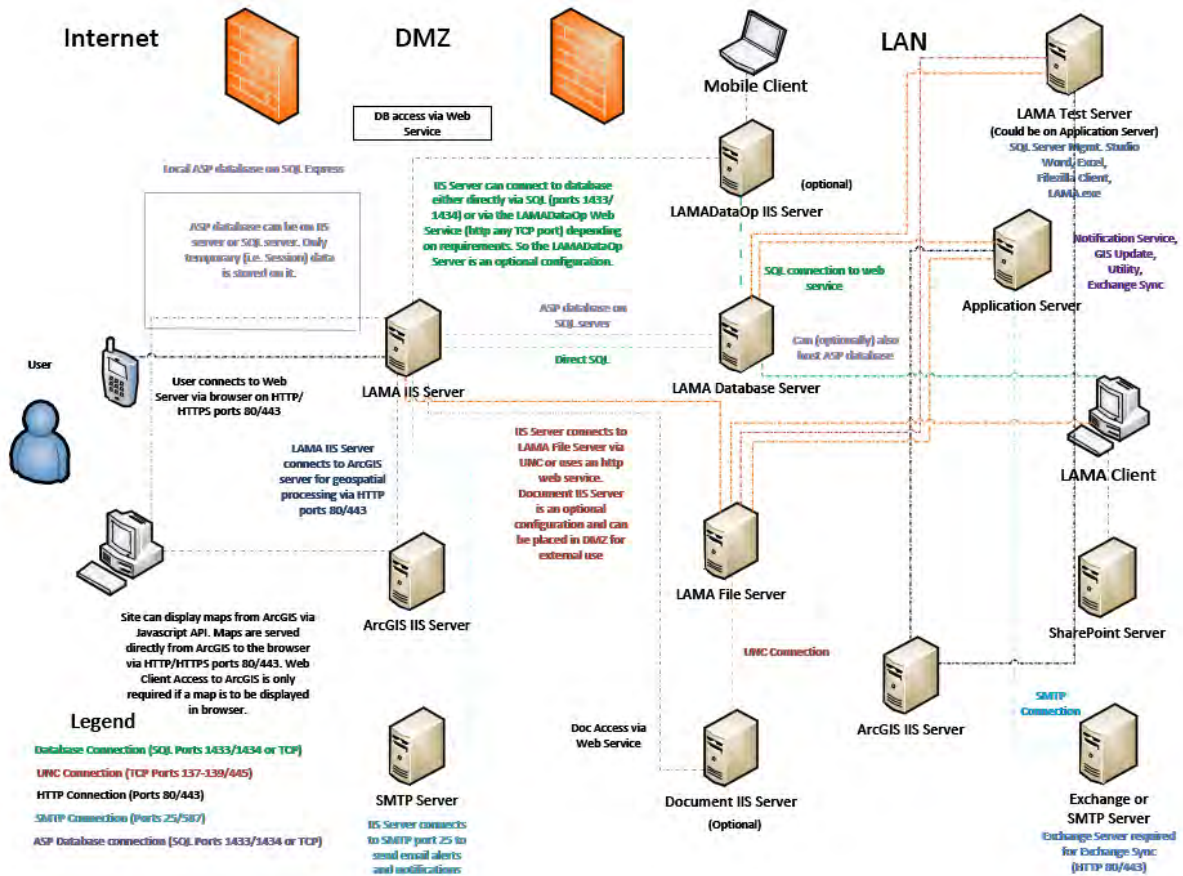 Internet
DMZ
LAN
DB access via Web
Service
Mobile Client
LAMA Test Server
(Could be on Application Server)
SQL Server Mgmt. Studio
Word, Excel,
Filezilla Client,
LAMA.exe
Local ASP database on SQL Express
IIS Server can connect to database
either directly via SQL (ports 1433/
1434) or via the LAMADataOp Web
Service (http any TCP port) depending
on requirements. So the LAMADataOp
Server is an optional configuration.
(optional)
LAMADataOp IIS Server
ASP database can be on IIS
server or SQL server. Only
temporary (i.e. Session) data
is stored on it.
Notification Service,
GIS Update,
Utility,
Exchange Sync
SQL connection to web
service
Application Server
ASP database on
SQL server
Can (optionally) also
host ASP database
Direct SQL
User
User connects to Web
Server via browser on HTTP/
HTTPS ports 80/443
LAMA IIS Server
LAMA Database Server
LAMA IIS Server
connects to ArcGIS
server for geospatial
processing via HTTP
ports 80/443
IIS Server connects to
LAMA File Server via
UNC or uses an http
web service.
Document IIS Server
is an optional
configuration and can
be placed in DMZ for
external use
LAMA Client
LAMA File Server
Site can display maps from ArcGIS via
Javascript API. Maps are served
directly from ArcGIS to the browser
via HTTP/HTTPS ports 80/443. Web
Client Access to ArcGIS is only
required if a map is to be displayed
in browser.
ArcGIS IIS Server
SharePoint Server
UNC Connection
SMTP
Connection
ArcGIS IIS Server
Doc Access via
Web Service
Legend
Database Connection (SQL Ports 1433/1434 or TCP)
UNC Connection (TCP Ports 137-139/445)
HTTP Connection (Ports 80/443)
SMTP Connection (Ports 25/587)
ASP Database connection (SQL Ports 1433/1434 or TCP)
SMTP Server
IIS Server connects
to SMTP port 25 to
send email alerts
and notifications
Document IIS Server
(Optional)
Exchange or
SMTP Server
Exchange Server required
for Exchange Sync
(HTTP 80/443)